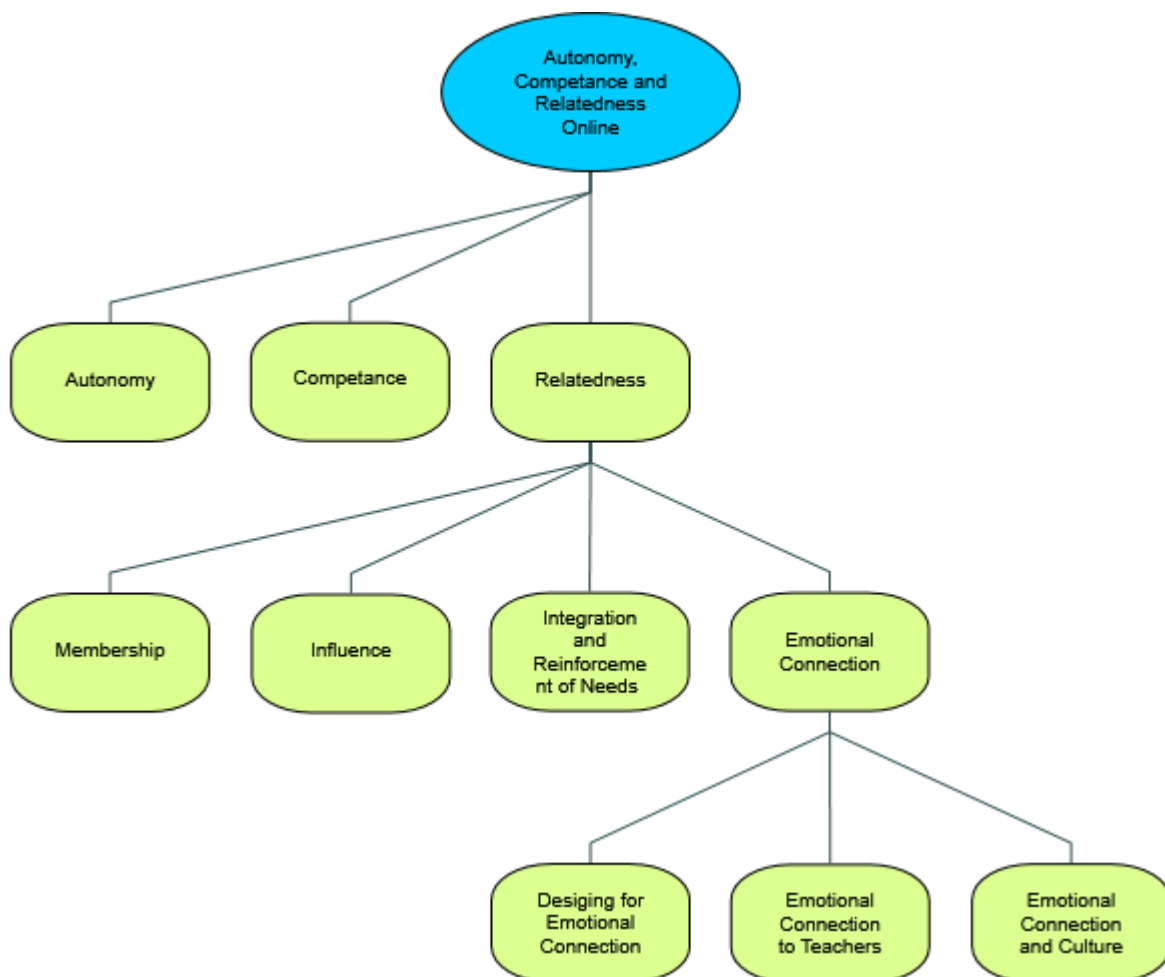 Autonomy,
Competance and
Relatedness
Online
Autonomy
Competance
Relatedness
Membership
Influence
Integration
and
Reinforceme
nt of Needs
Emotional
Connection
Desiging for
Emotional
Connection
Emotional
Connection
to Teachers
Emotional
Connection
and Culture